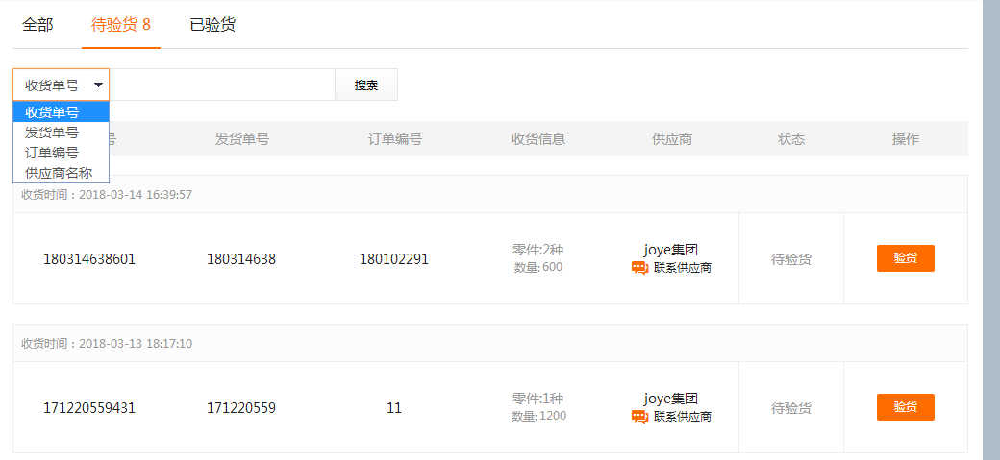 全部 待验货 8 已验货
收货单号 搜索
收货单号
发货单号
订单编号
供应商名称
号 发货单号 订单编号 收货信息 供应商 状态 操作
收货时间：2018-03-14 16:39:57
180314638601 180314638 180102291 零件:2种 joye集团 待验货 验货
数量:600 联系供应商
收货时间：2018-03-13 18:17:10
171220559431 171220559 11 零件:1种 joye集团 待验货 验货
数量:1200 联系供应商